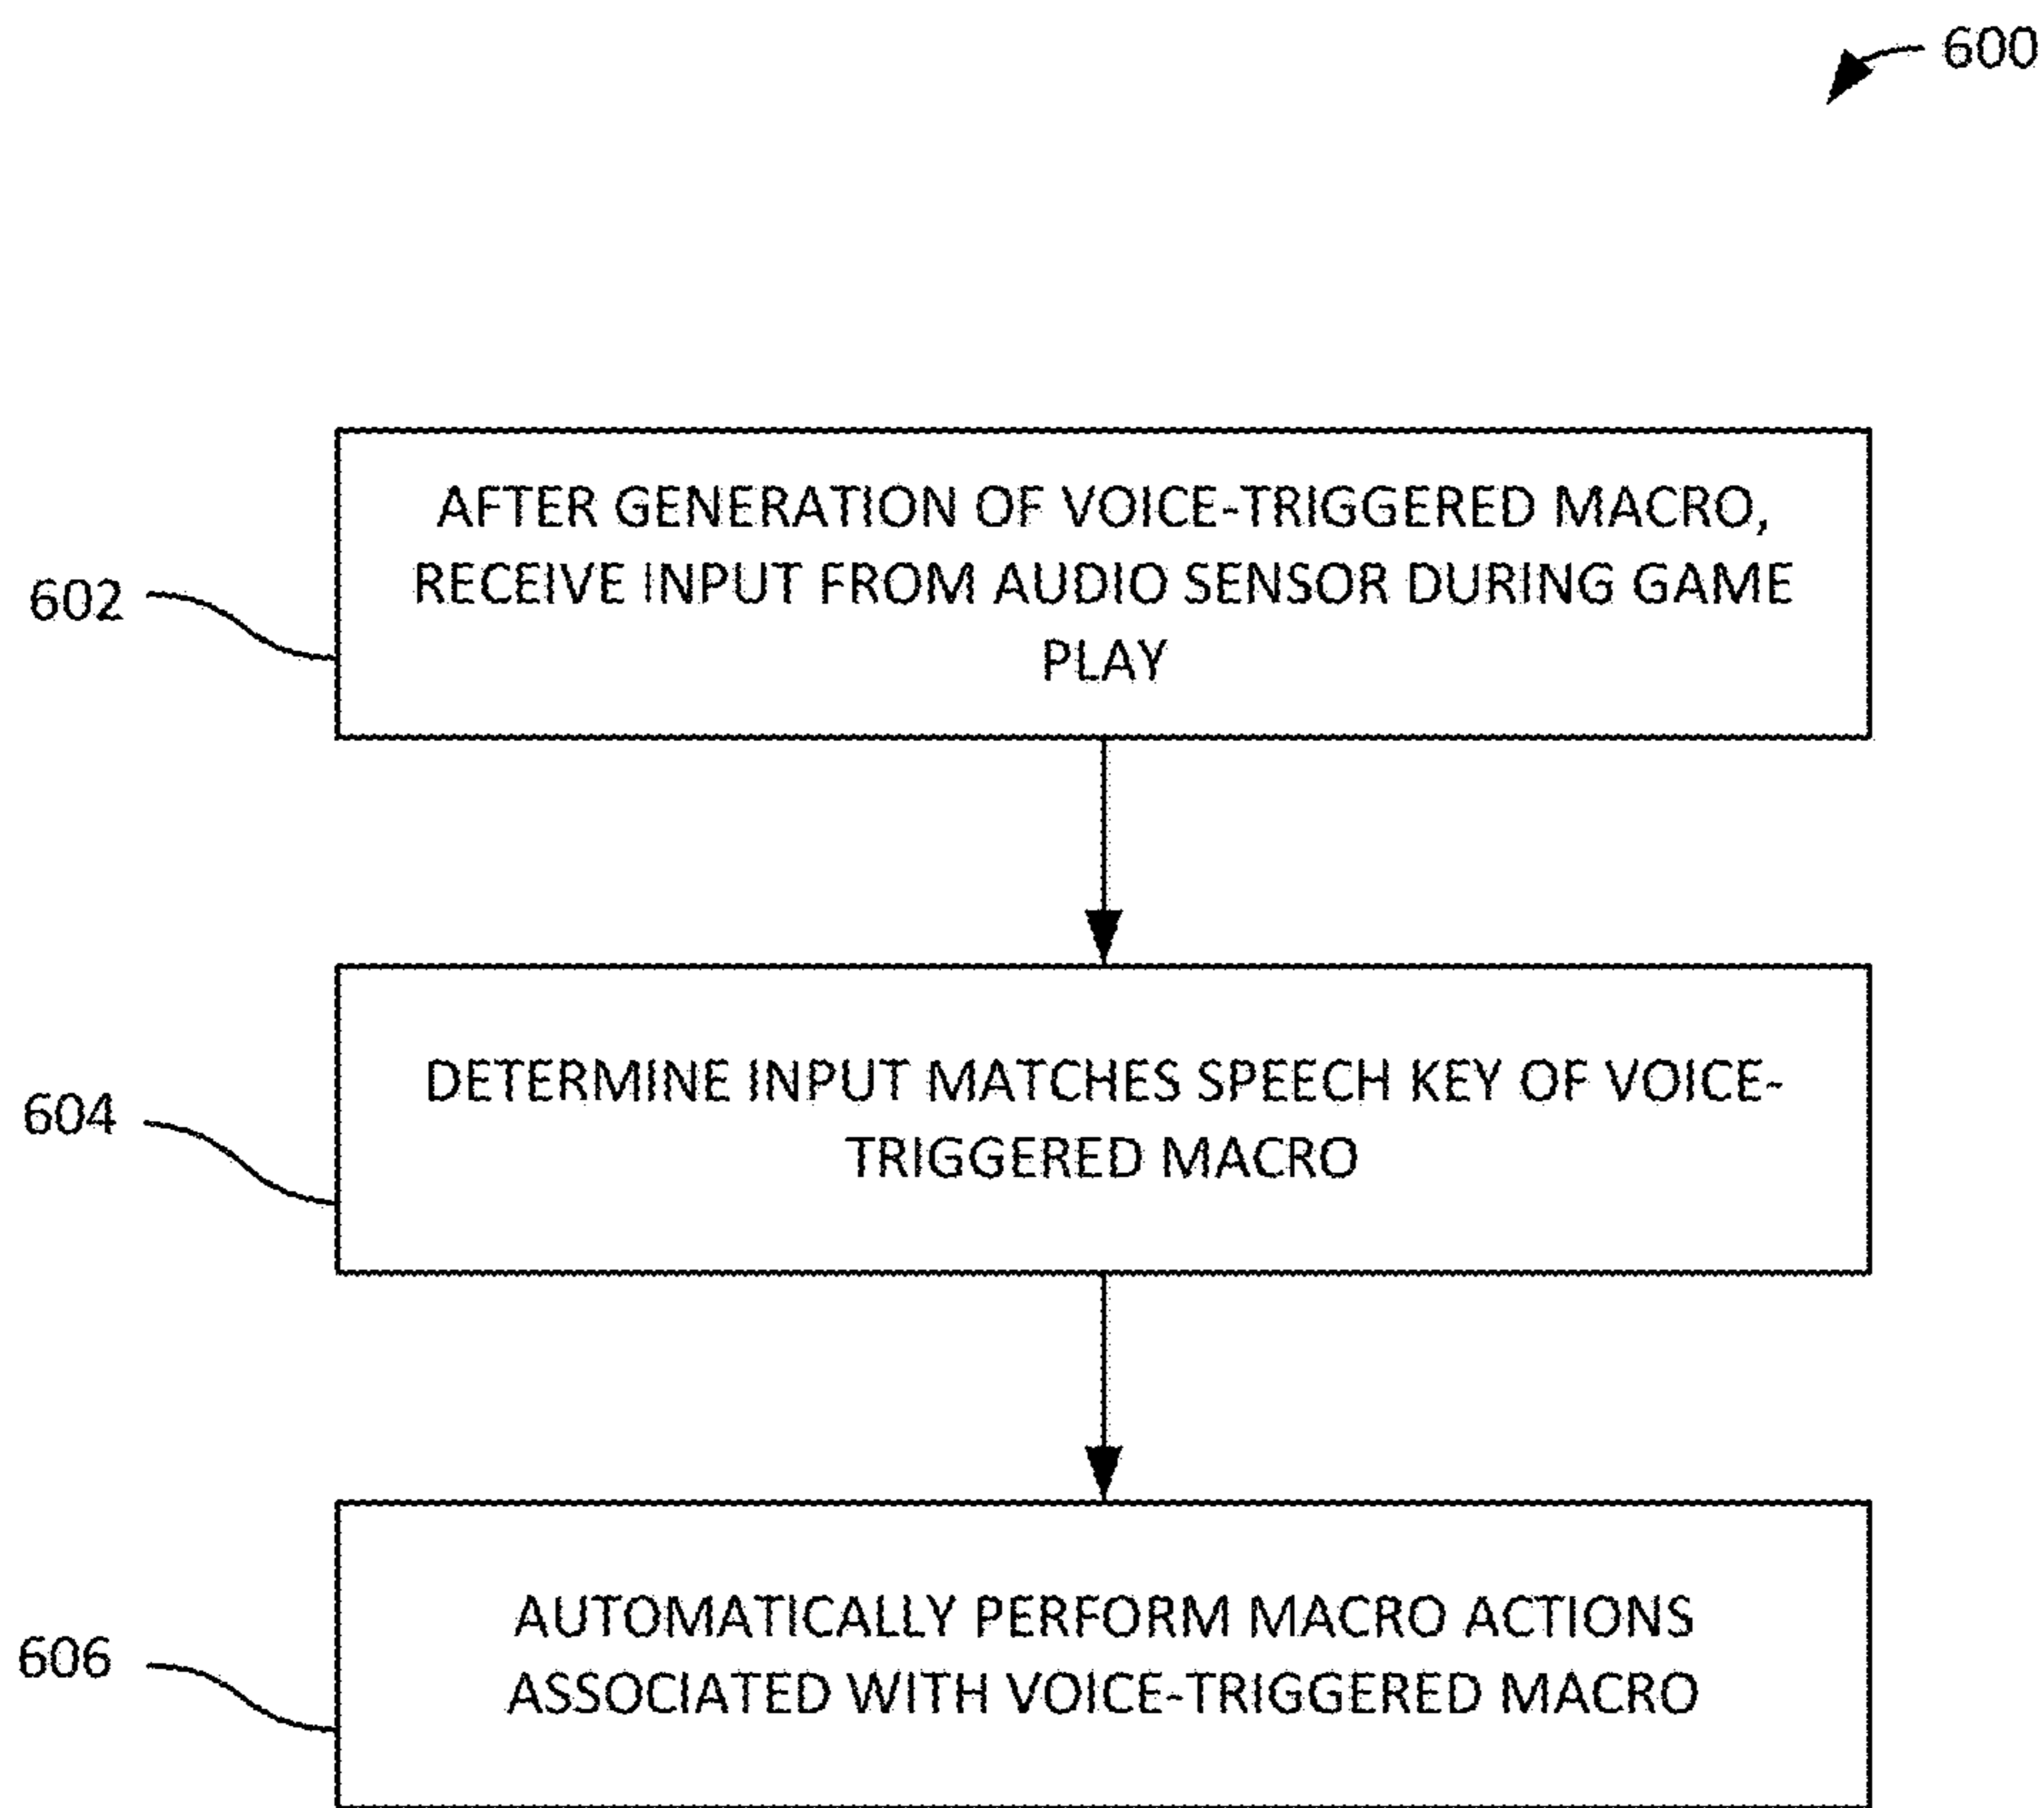 600
AFTER GENERATION OF VOICE-TRIGGERED MACRO,
RECEIVE INPUT FROM AUDIO SENSOR DURING GAME
PLAY
602
DETERMINE INPUT MATCHES SPEECH KEY OF VOICE-
TRIGGERED MACRO
604
AUTOMATICALLY PERFORM MACRO ACTIONS
ASSOCIATED WITH VOICE-TRIGGERED MACRO
606